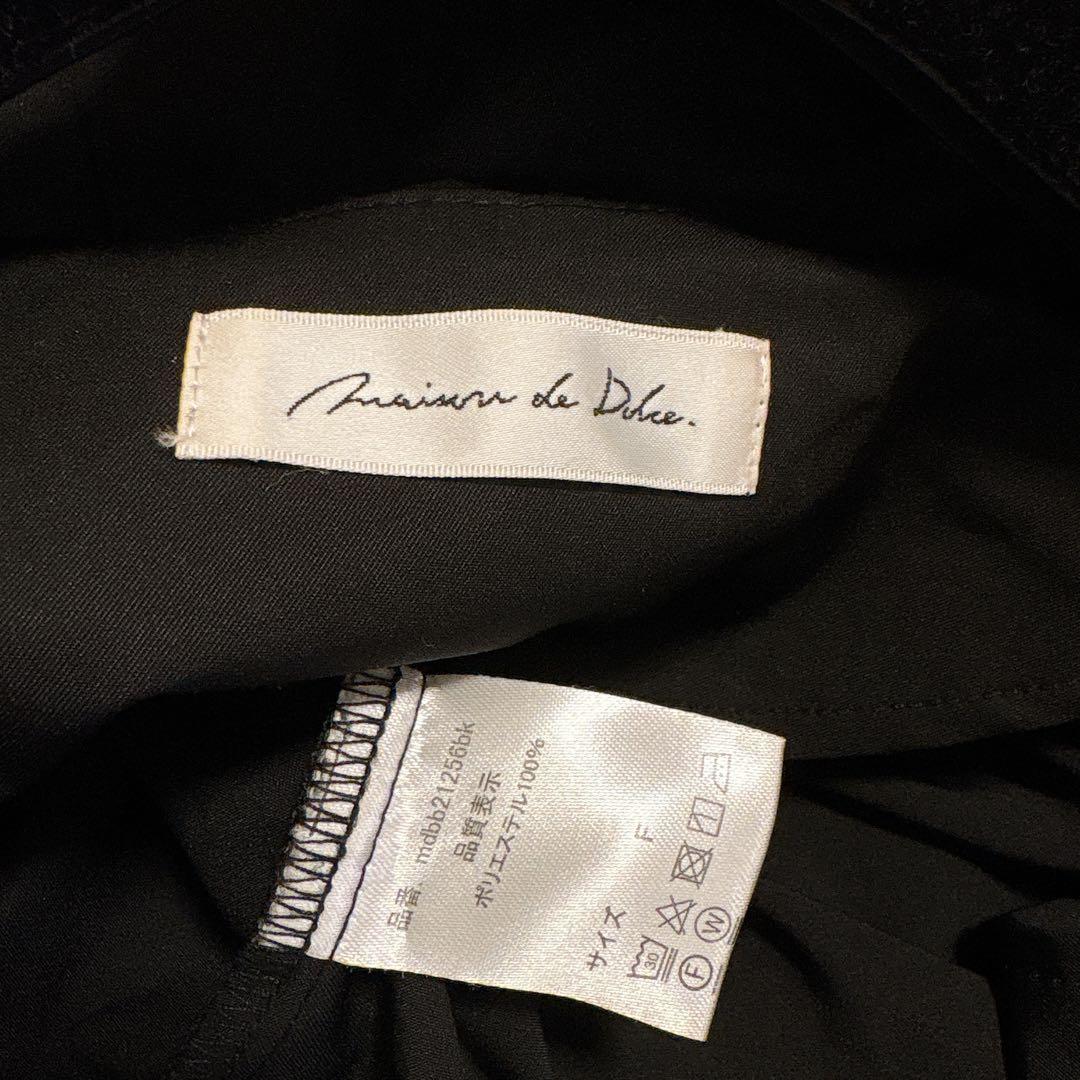 maison de Dolce.
品番. mdbb21256bk
品質表示
ポリエステル100%
サイズ F
30
F W